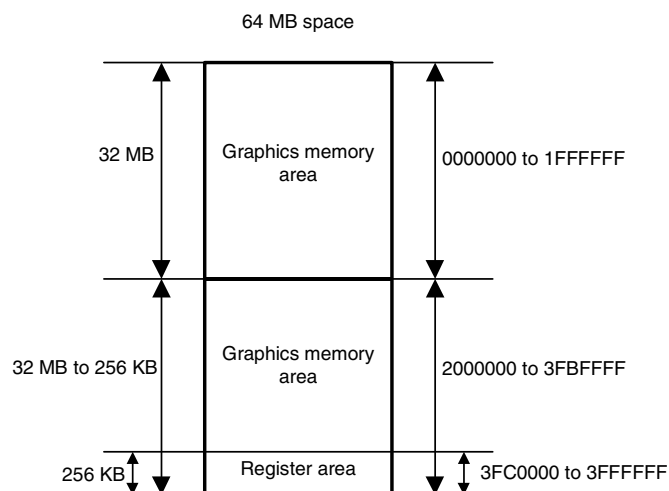 64 MB space
32 MB
Graphics memory
area
0000000 to 1FFFFFF
32 MB to 256 KB
Graphics memory
area
2000000 to 3FBFFFF
256 KB
Register area
3FC0000 to 3FFFFFF